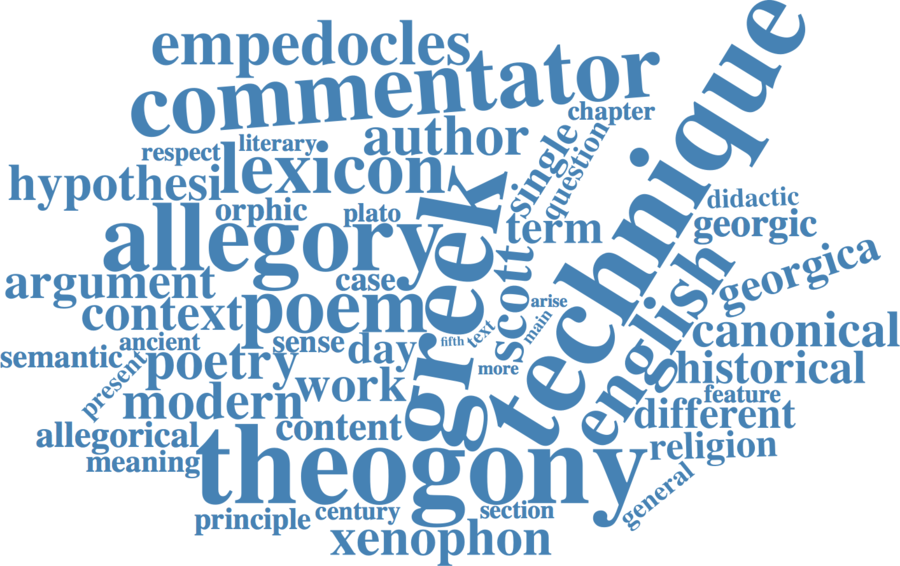 empedocles
commentator
technique
chapter
author
single
question
literary
respect
lexicon
hypothesi
greek
didactic
orphic
plato
georgic
term
allegory
georgica
argument
case
scott
english
arise
context
poem
main
text
fifth
canonical
ancient
sense
day
semantic
poetry
more
historical
present
work
feature
modern
different
content
allegorical
religion
meaning
theogony
general
principle
century
section
xenophon